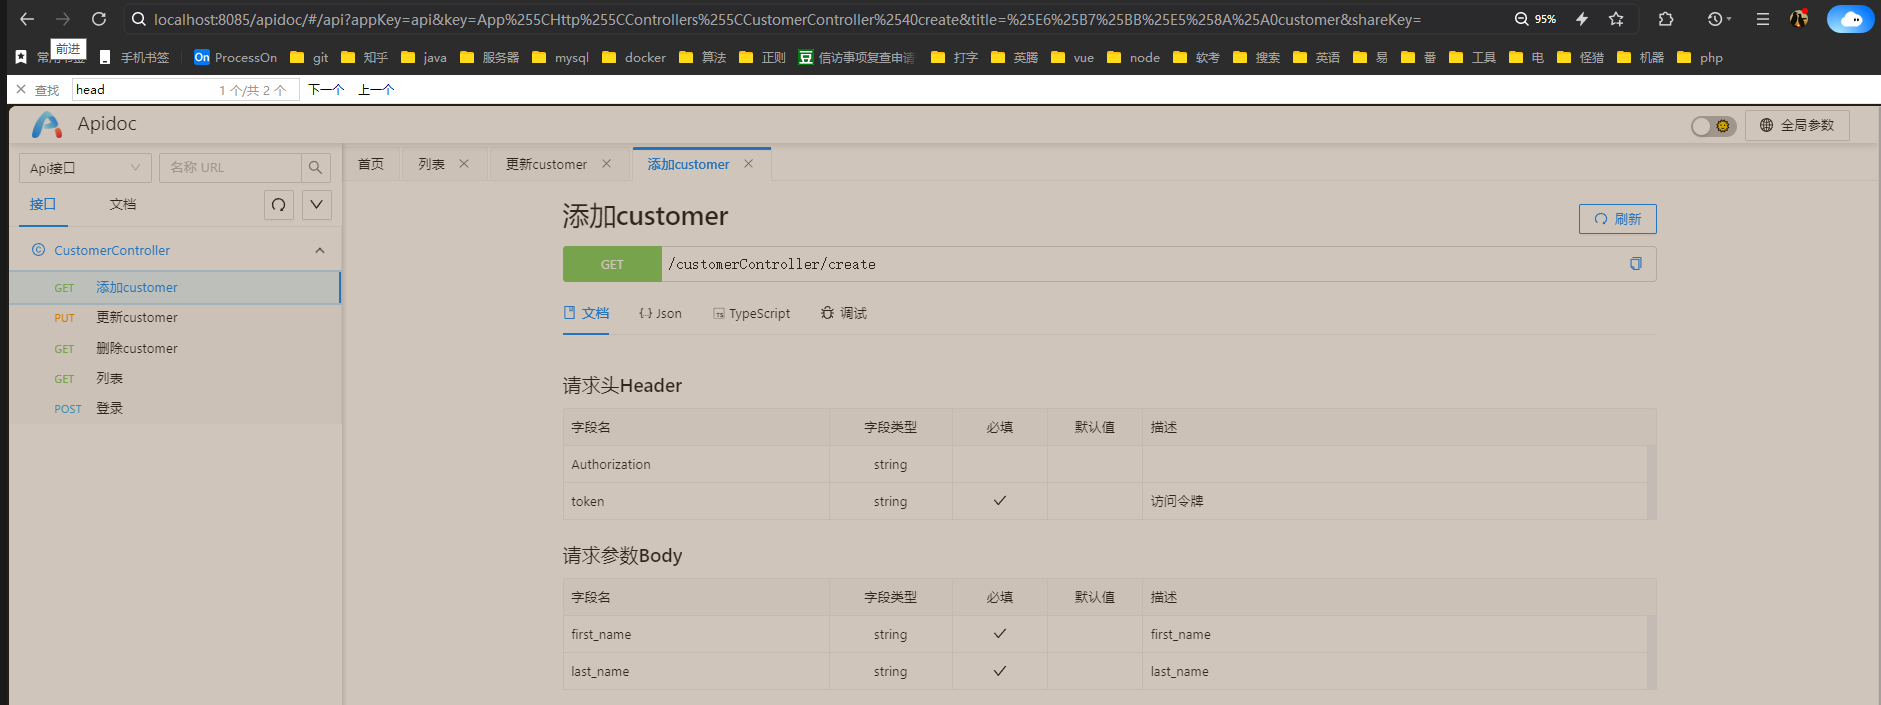 localhost:8085/apidoc/#/api?appKey=api&key=App%255CHttp%255CControllers%255CCustomerController%2540create&title=%25E6%25B7%25BB%25E5%258A%25A0customer&shareKey= 95%
前进
常用书签 手机书签 On ProcessOn git 知乎 java 服务器 mysql docker 算法 正则 豆 信访事项复查申请 打字 英腾 vue node 软考 搜索 英语 易 番 工具 电 怪猎 机器 php
查找 head 1 个/共 2 个 下一个 上一个
Apidoc 全局参数
Api接口 名称 URL 首页 列表 更新customer 添加customer
接口 文档
添加customer 刷新
CustomerController
GET /customerController/create
GET 添加customer
PUT 更新customer
GET 删除customer
GET 列表
POST 登录
文档 {..} Json TS TypeScript 调试
请求头Header
字段名 字段类型 必填 默认值 描述
Authorization string
token string ✓ 访问令牌
请求参数Body
字段名 字段类型 必填 默认值 描述
first_name string ✓ first_name
last_name string ✓ last_name